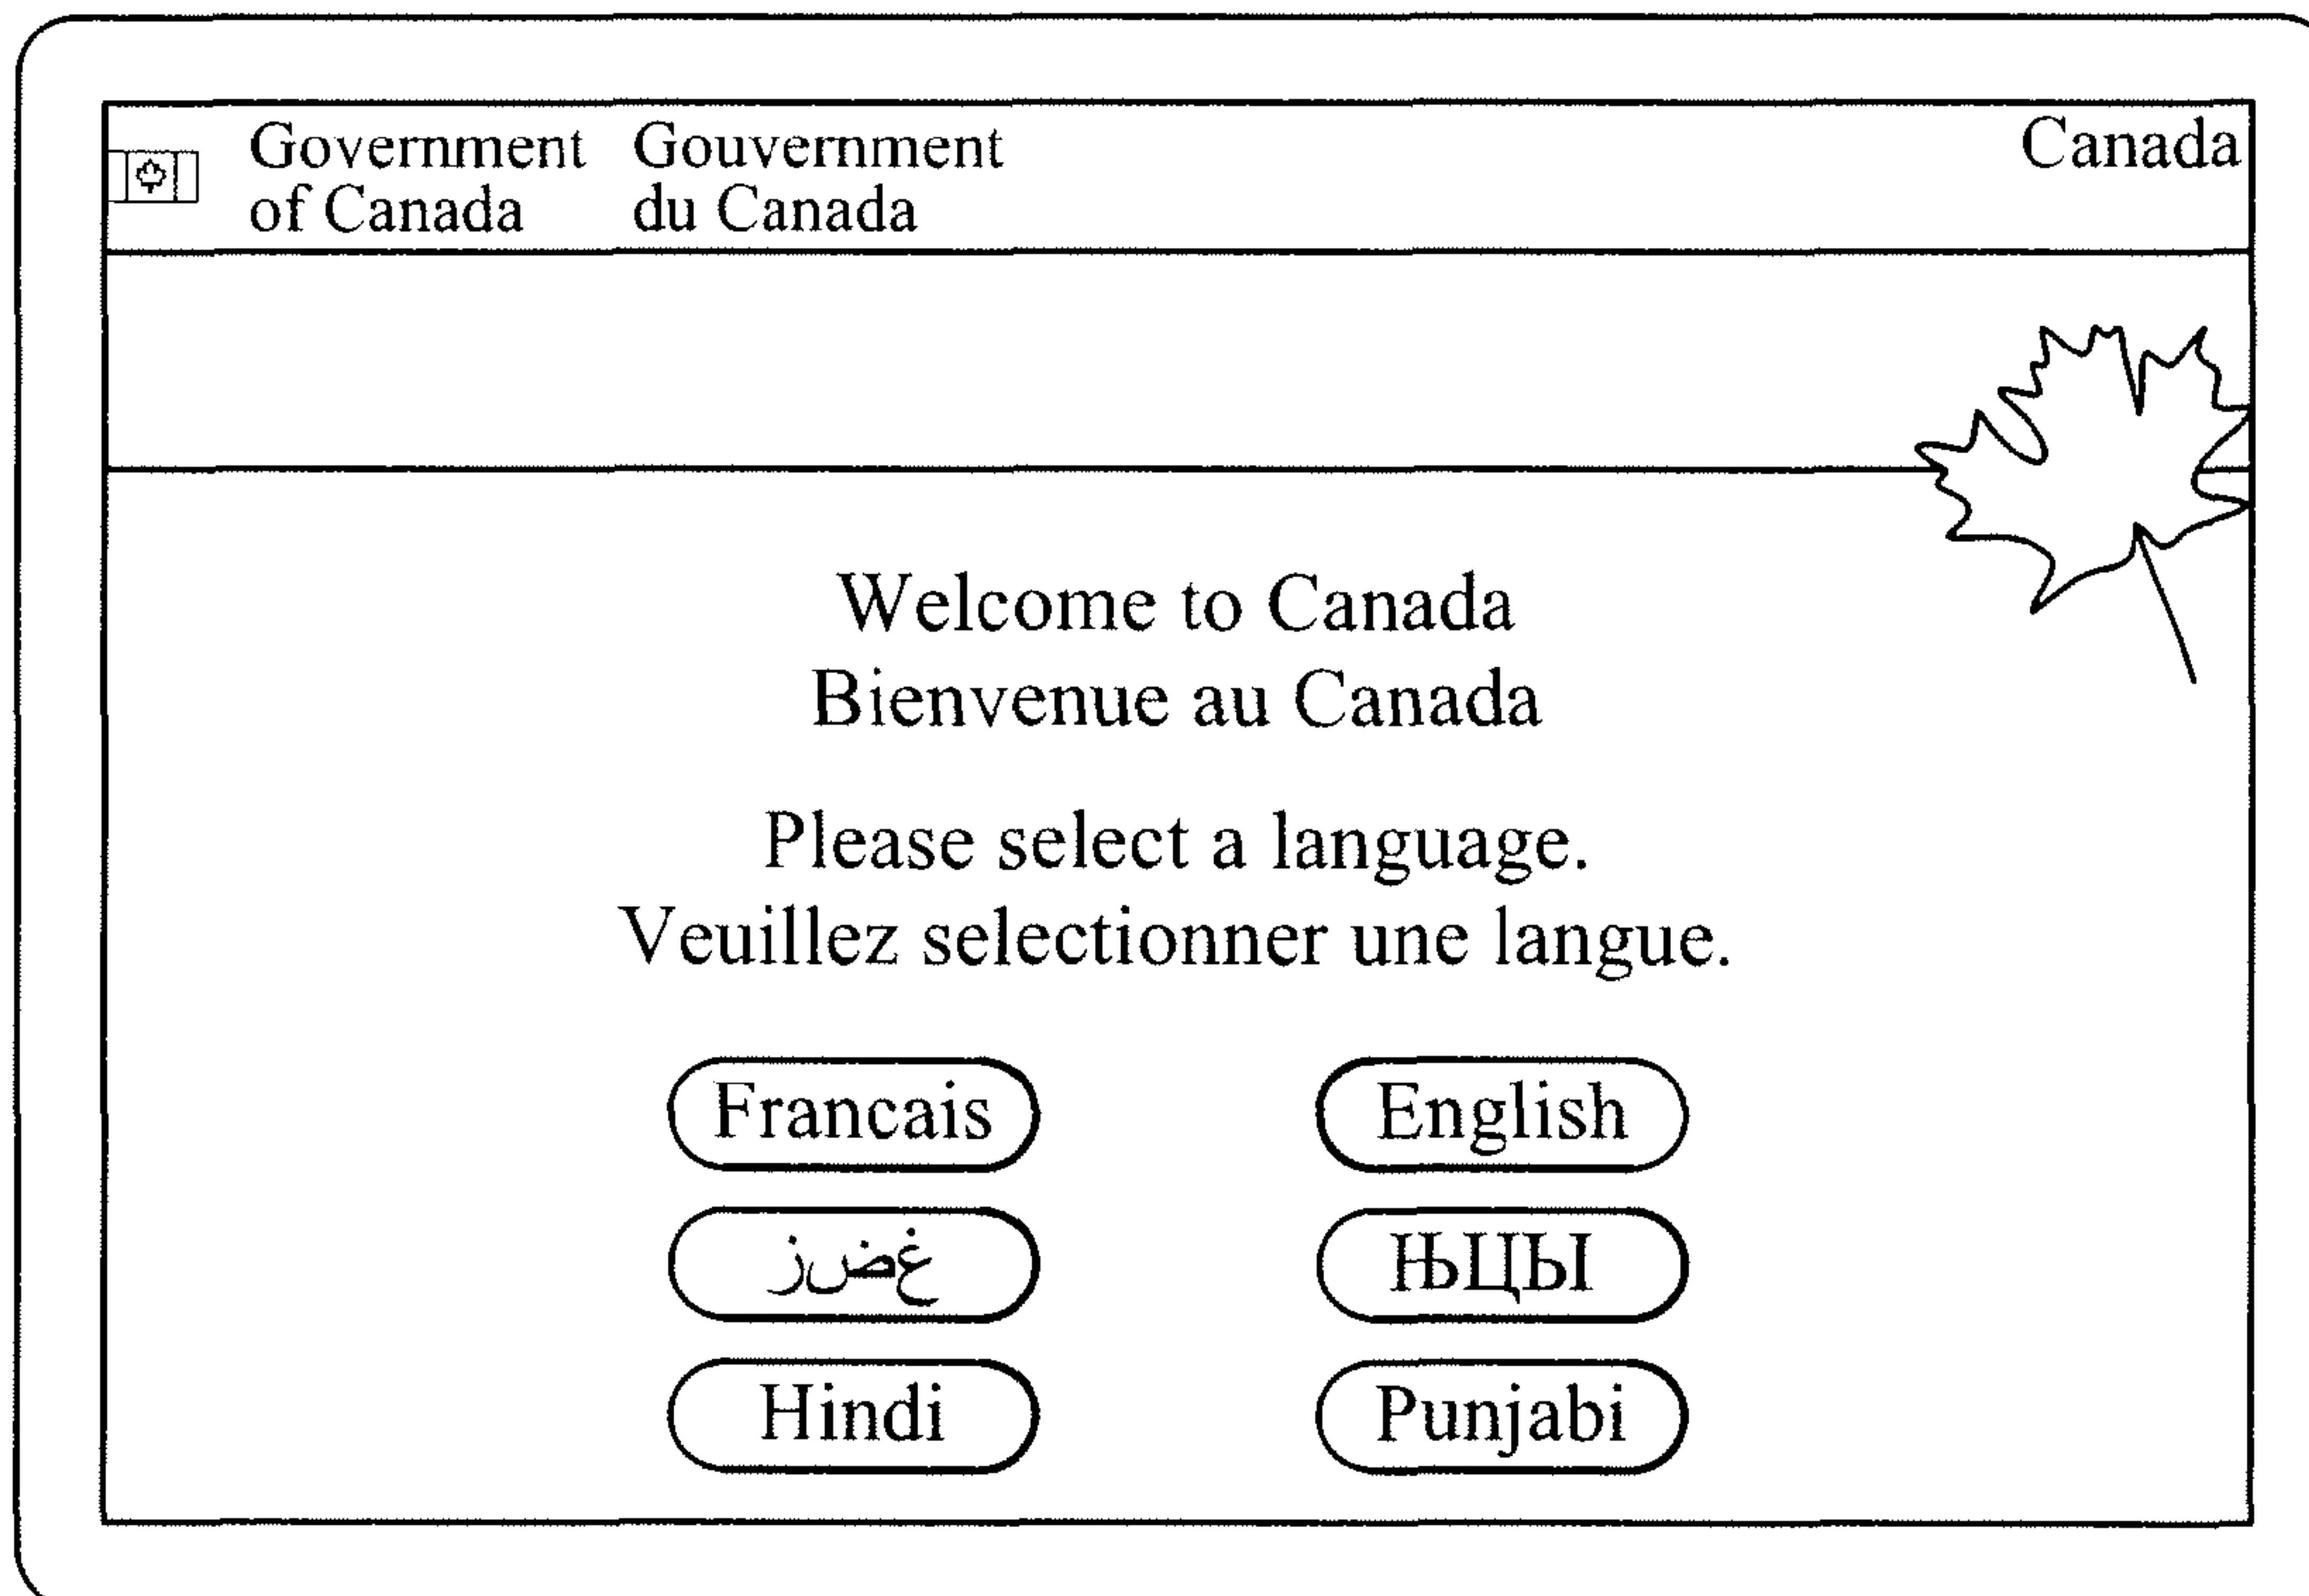 Government of Canada
Gouvernment du Canada
Canada
Welcome to Canada
Bienvenue au Canada
Please select a language.
Veuillez selectionner une langue.
Francais
English
غضز
ЊЦЫ
Hindi
Punjabi